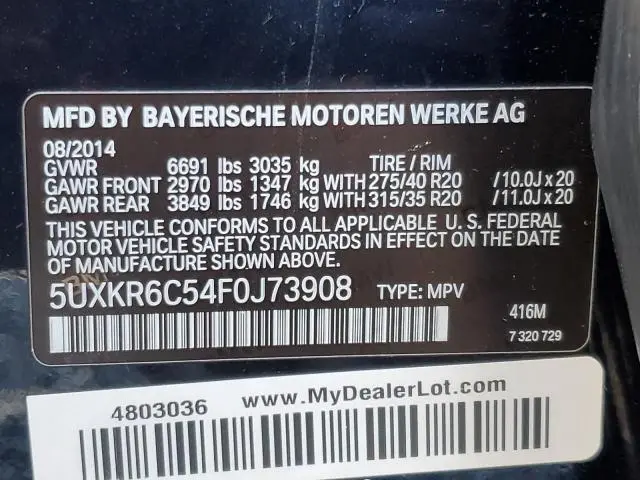 MFD BY BAYERISCHE MOTOREN WERKE AG
08/2014
GVWR 6691 lbs 3035 kg TIRE / RIM
GAWR FRONT 2970 lbs 1347 kg WITH 275/40 R20 /10.0J x 20
GAWR REAR 3849 lbs 1746 kg WITH 315/35 R20 /11.0J x 20
THIS VEHICLE CONFORMS TO ALL APPLICABLE U. S. FEDERAL
MOTOR VEHICLE SAFETY STANDARDS IN EFFECT ON THE DATE
OF MANUFACTURE SHOWN ABOVE.
5UXKR6C54F0J73908 TYPE: MPV
416M
7 320 729
4803036 www.MyDealerLot.com